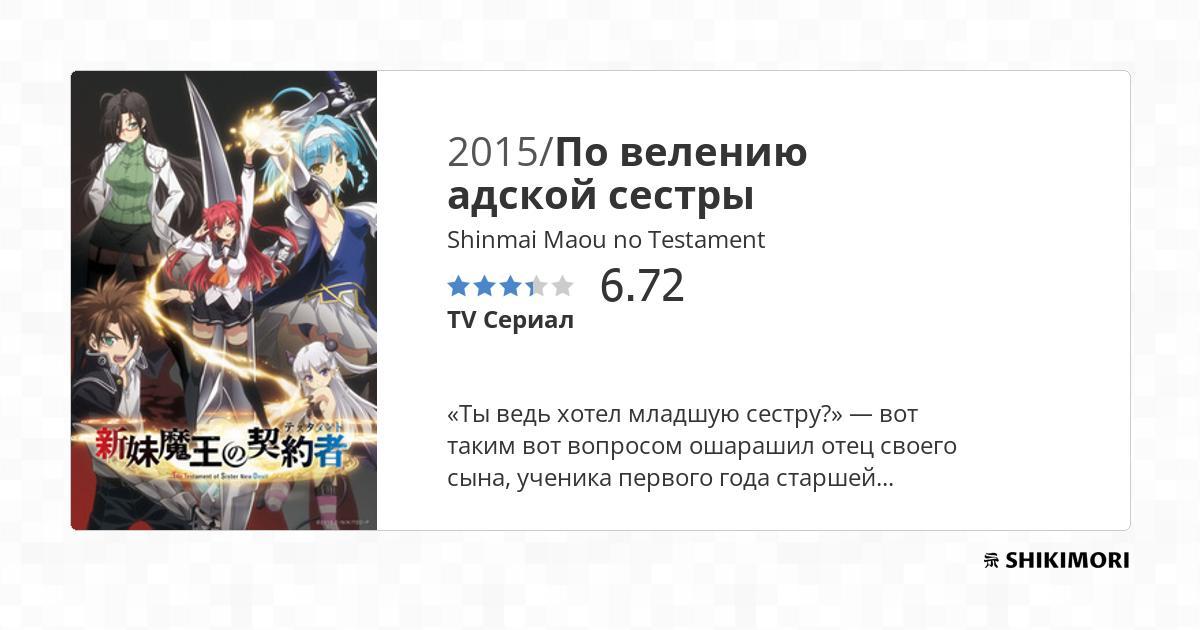 2015/По велению
адской сестры
Shinmai Maou no Testament
6.72
TV Сериал
«Ты ведь хотел младшую сестру?» — вот
таким вот вопросом ошарашил отец своего
сына, ученика первого года старшей...
テスタメント
新妹魔王の契約者
The Testament of Sister New Devil
SHIKIMORI